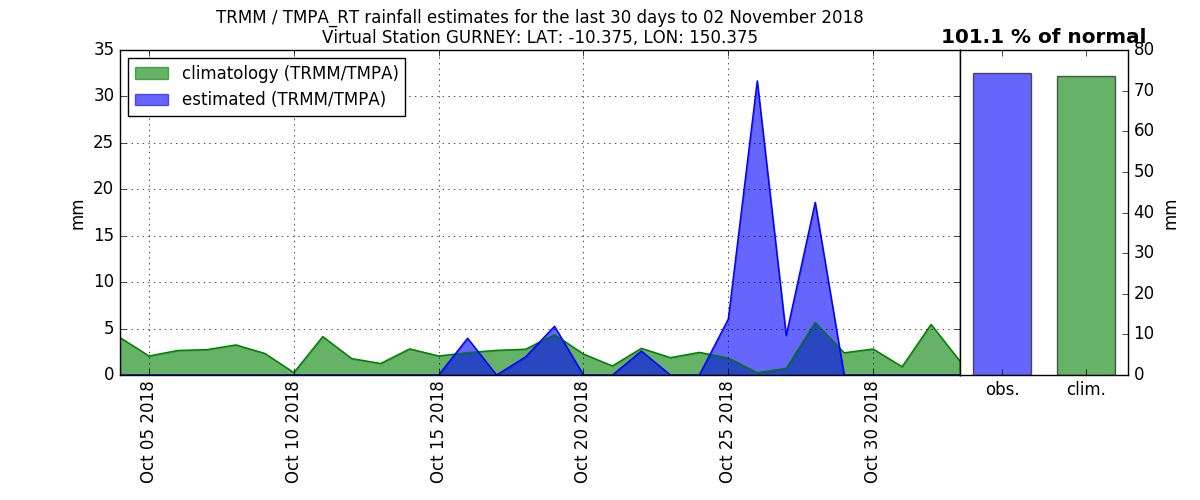 TRMM / TMPA_RT rainfall estimates for the last 30 days to 02 November 2018
Virtual Station GURNEY: LAT: -10.375, LON: 150.375
101.1 % of normal
climatology (TRMM/TMPA)
estimated (TRMM/TMPA)
35
30
25
20
15
10
5
0
mm
Oct 05 2018
Oct 10 2018
Oct 15 2018
Oct 20 2018
Oct 25 2018
Oct 30 2018
80
70
60
50
40
30
20
10
0
mm
obs.
clim.